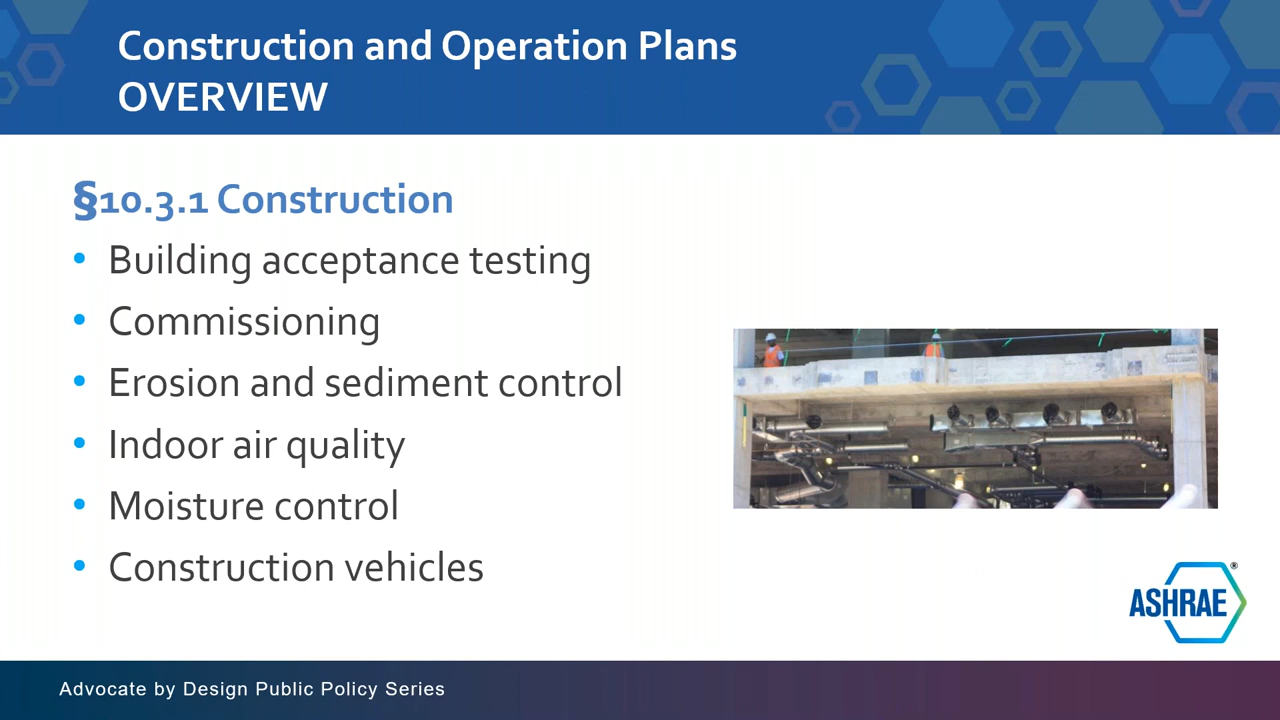 Construction and Operation Plans
OVERVIEW
§10.3.1 Construction
• Building acceptance testing
• Commissioning
• Erosion and sediment control
• Indoor air quality
• Moisture control
• Construction vehicles
ASHRAE®
Advocate by Design Public Policy Series